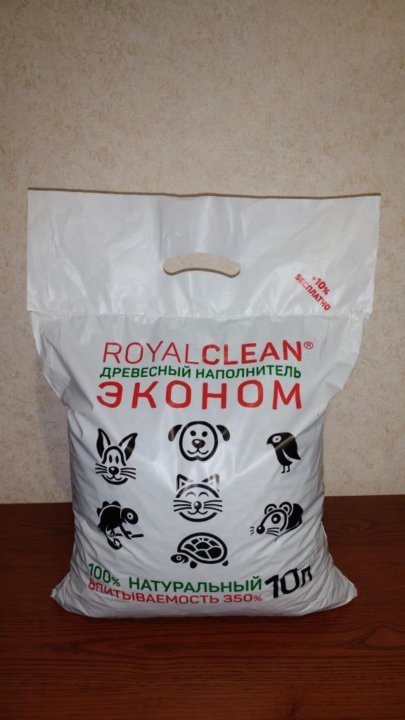 +10%
БЕСПЛАТНО
ROYALCLEAN®
ДРЕВЕСНЫЙ НАПОЛНИТЕЛЬ
ЭКОНОМ
100% НАТУРАЛЬНЫЙ
ВПИТЫВАЕМОСТЬ 350%
10л